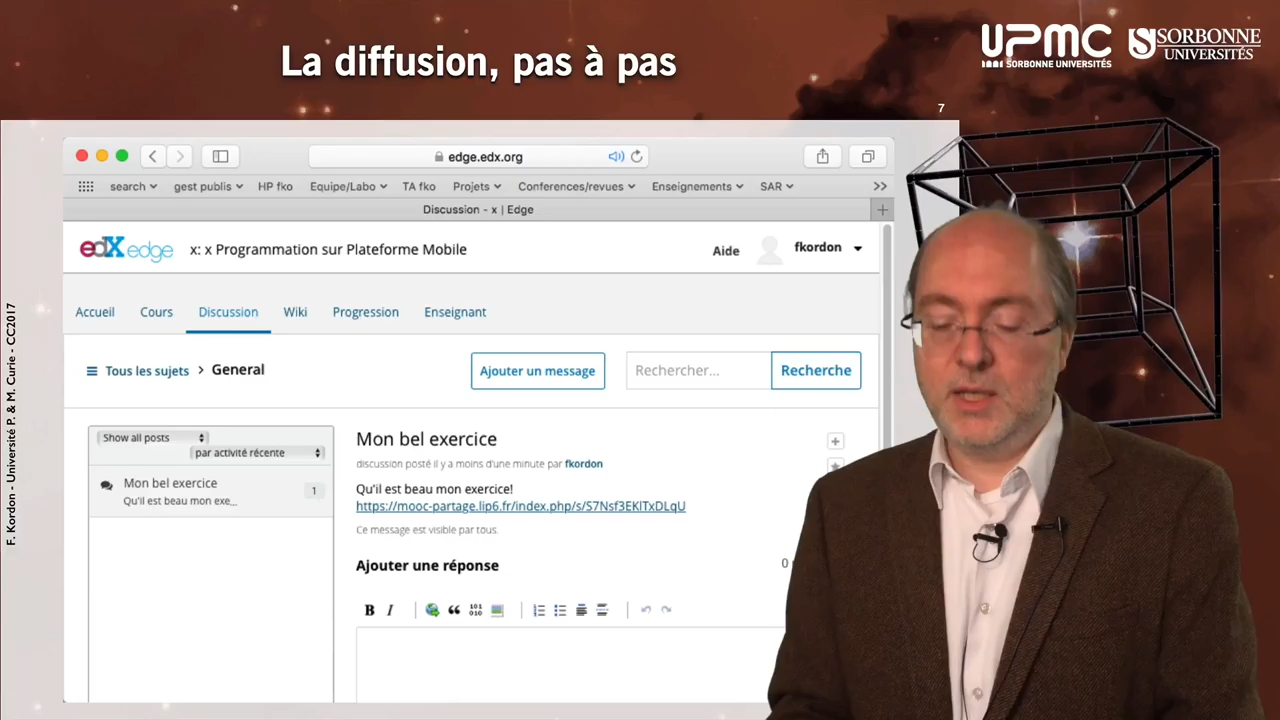 La diffusion, pas à pas
UPMC
SORBONNE UNIVERSITÉS
SORBONNE
UNIVERSITÉS
7
edge.edx.org
search
gest publis
HP fko
Equipe/Labo
TA fko
Projets
Conferences/revues
Enseignements
SAR
Discussion - x | Edge
edX edge
x: x Programmation sur Plateforme Mobile
Aide
fkordon
Accueil
Cours
Discussion
Wiki
Progression
Enseignant
Tous les sujets > General
Ajouter un message
Rechercher...
Recherche
Show all posts
par activité récente
Mon bel exercice
Qu'il est beau mon exe...
1
Mon bel exercice
discussion posté il y a moins d'une minute par fkordon
Qu'il est beau mon exercice!
https://mooc-partage.lip6.fr/index.php/s/S7Nsf3EKlTxDLqU
Ce message est visible par tous.
Ajouter une réponse
0
B I
F. Kordon - Université P. & M. Curie - CC2017